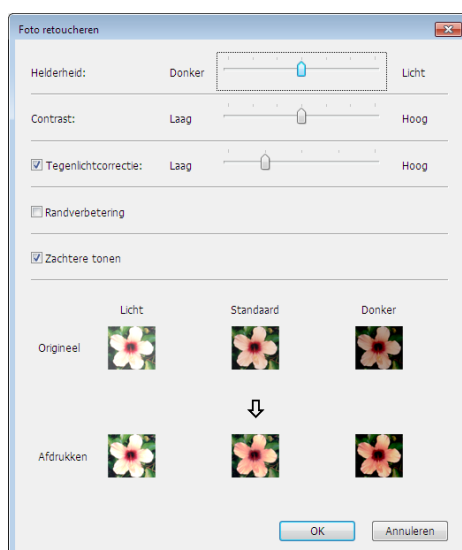 Foto retoucheren
Helderheid: Donker Licht
Contrast: Laag Hoog
Tegenlichtcorrectie: Laag Hoog
Randverbetering
Zachtere tonen
Licht Standaard Donker
Origineel
Afdrukken
OK Annuleren